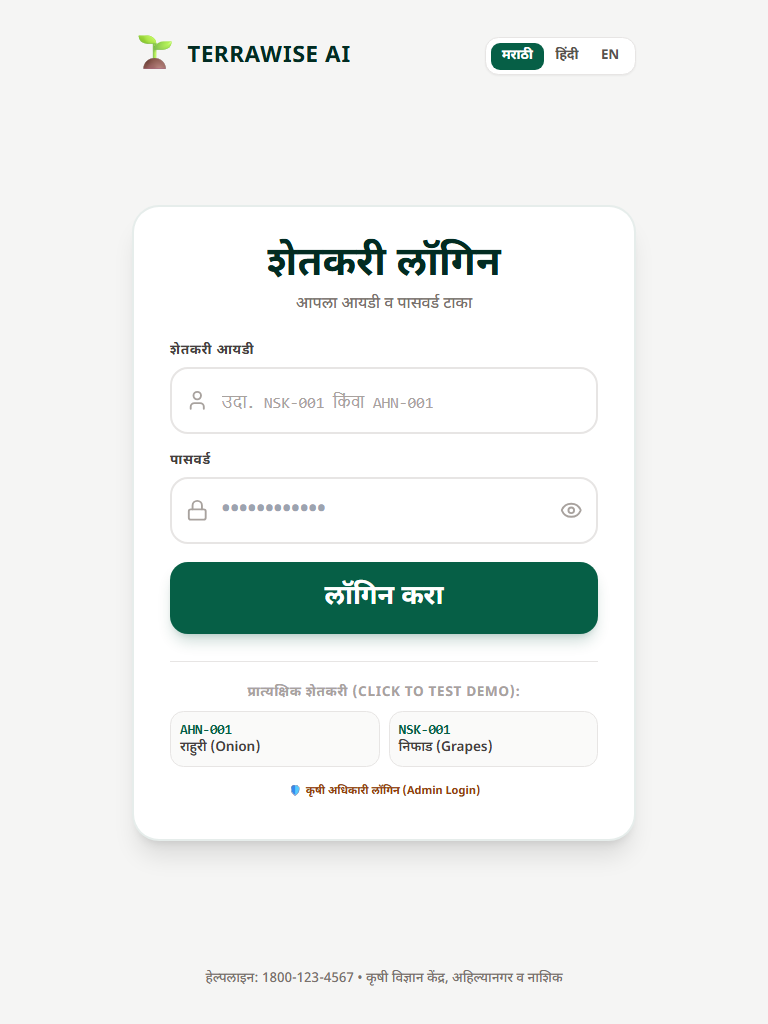 TERRAWISE AI
मराठी हिंदी EN
शेतकरी लॉगिन
आपला आयडी व पासवर्ड टाका
शेतकरी आयडी
उदा. NSK-001 किंवा AHN-001
पासवर्ड
••••••••••••
लॉगिन करा
प्रात्यक्षिक शेतकरी (CLICK TO TEST DEMO):
AHN-001
राहुरी (Onion)
NSK-001
निफाड (Grapes)
कृषी अधिकारी लॉगिन (Admin Login)
हेल्पलाइन: 1800-123-4567 • कृषी विज्ञान केंद्र, अहिल्यानगर व नाशिक